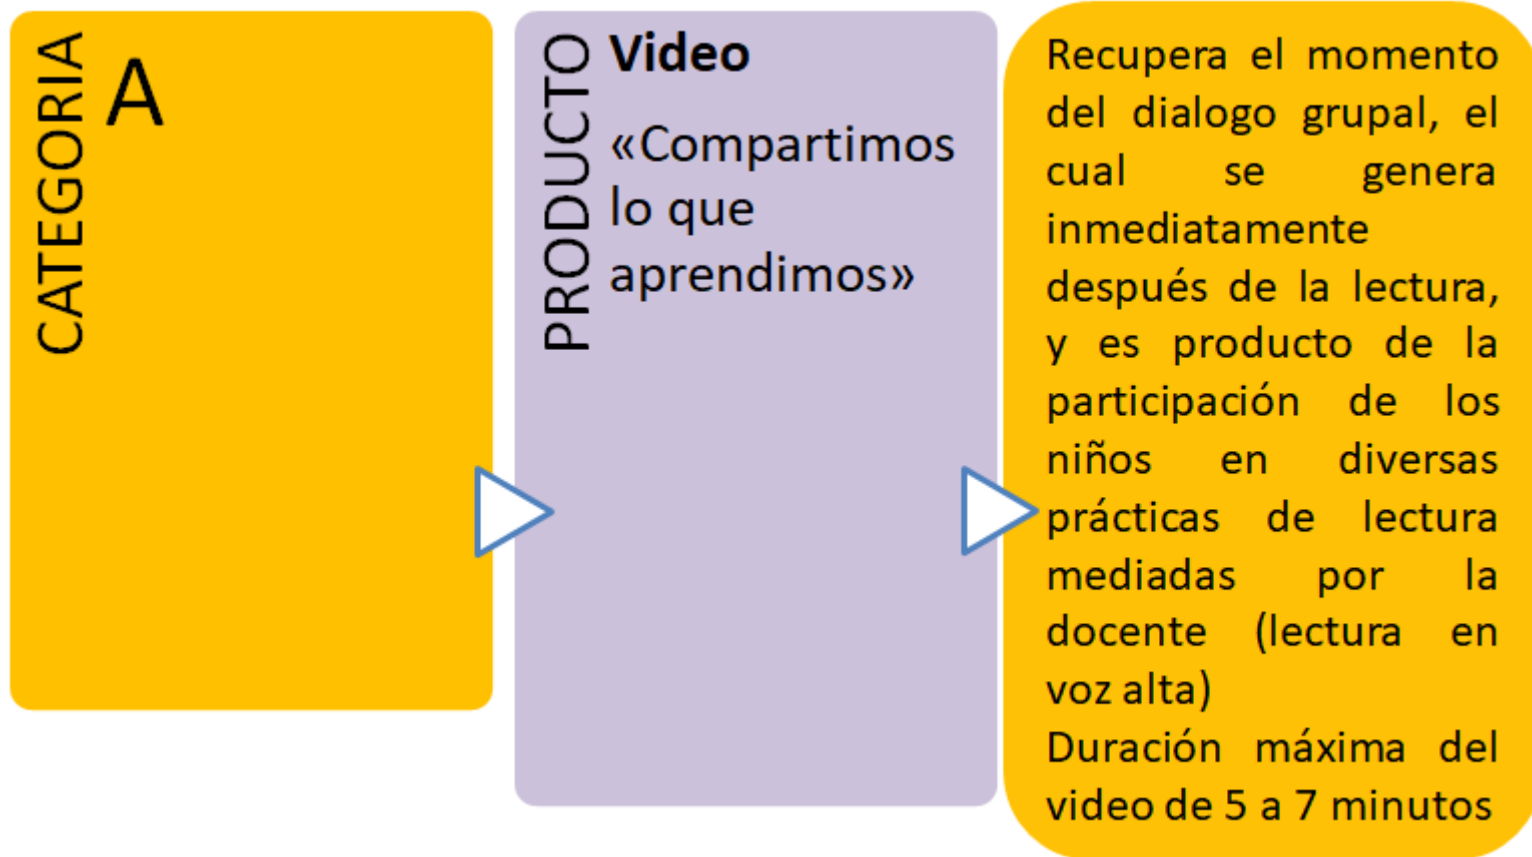 CATEGORIA
A
PRODUCTO
Video
«Compartimos
lo que
aprendimos»
Recupera el momento
del dialogo grupal, el
cual se genera
inmediatamente
después de la lectura,
y es producto de la
participación de los
niños en diversas
prácticas de lectura
mediadas por la
docente (lectura en
voz alta)
Duración máxima del
video de 5 a 7 minutos